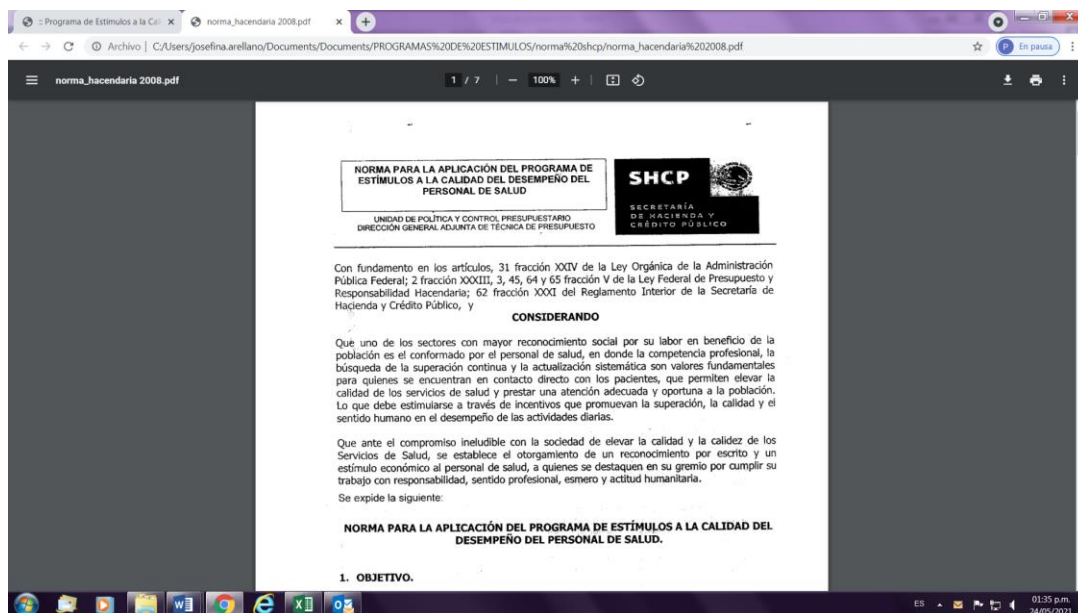 :: Programa de Estímulos a la Cal
norma_hacendaria 2008.pdf
Archivo | C:/Users/josefina.arellano/Documents/Documents/PROGRAMAS%20DE%20ESTIMULOS/norma%20shcp/norma_hacendaria%202008.pdf
P En pausa
norma_hacendaria 2008.pdf
1 / 7
100%
NORMA PARA LA APLICACIÓN DEL PROGRAMA DE
ESTÍMULOS A LA CALIDAD DEL DESEMPEÑO DEL
PERSONAL DE SALUD
UNIDAD DE POLÍTICA Y CONTROL PRESUPUESTARIO
DIRECCIÓN GENERAL ADJUNTA DE TÉCNICA DE PRESUPUESTO
SHCP
SECRETARÍA
DE HACIENDA Y
CRÉDITO PÚBLICO
Con fundamento en los artículos, 31 fracción XXIV de la Ley Orgánica de la Administración
Pública Federal; 2 fracción XXXIII, 3, 45, 64 y 65 fracción V de la Ley Federal de Presupuesto y
Responsabilidad Hacendaria; 62 fracción XXXI del Reglamento Interior de la Secretaría de
Hacienda y Crédito Público, y
CONSIDERANDO
Que uno de los sectores con mayor reconocimiento social por su labor en beneficio de la
población es el conformado por el personal de salud, en donde la competencia profesional, la
búsqueda de la superación continua y la actualización sistemática son valores fundamentales
para quienes se encuentran en contacto directo con los pacientes, que permiten elevar la
calidad de los servicios de salud y prestar una atención adecuada y oportuna a la población.
Lo que debe estimularse a través de incentivos que promuevan la superación, la calidad y el
sentido humano en el desempeño de las actividades diarias.
Que ante el compromiso ineludible con la sociedad de elevar la calidad y la calidez de los
Servicios de Salud, se establece el otorgamiento de un reconocimiento por escrito y un
estímulo económico al personal de salud, a quienes se destaquen en su gremio por cumplir su
trabajo con responsabilidad, sentido profesional, esmero y actitud humanitaria.
Se expide la siguiente:
NORMA PARA LA APLICACIÓN DEL PROGRAMA DE ESTÍMULOS A LA CALIDAD DEL
DESEMPEÑO DEL PERSONAL DE SALUD.
1. OBJETIVO.
ES
01:35 p.m.
24/05/2021